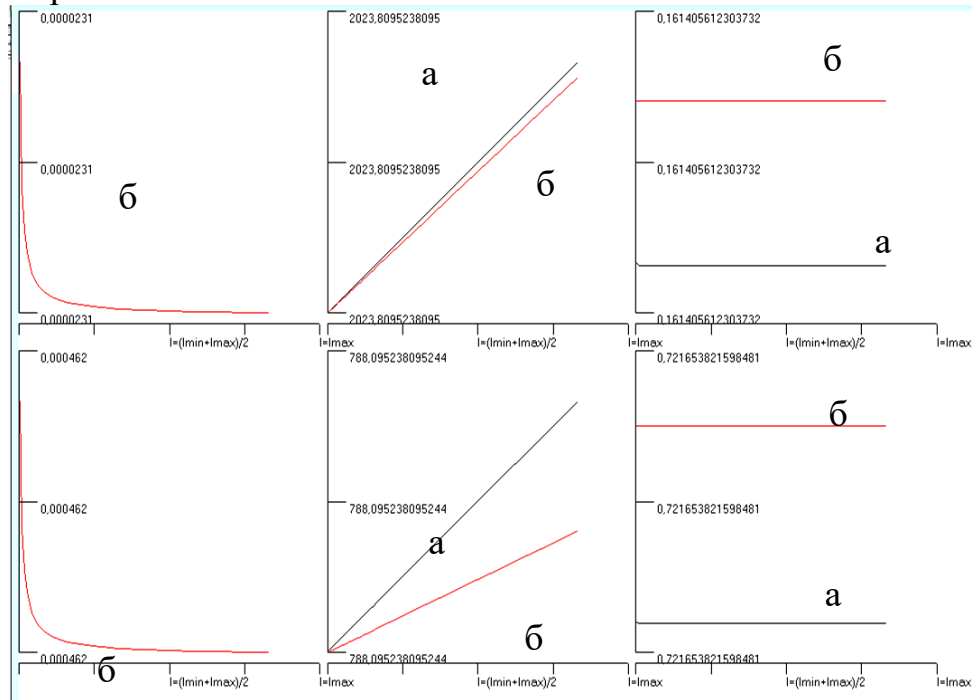 0,0000231
2023,8095238095
0,161405612303732
б
а
0,0000231
2023,8095238095
0,161405612303732
б
б
а
0,0000231
2023,8095238095
0,161405612303732
I=(Imin+Imax)/2
I=Imax
I=(Imin+Imax)/2
I=Imax
I=(Imin+Imax)/2
I=Imax
0,000462
788,095238095244
0,721653821598481
б
0,000462
788,095238095244
0,721653821598481
а
а
б
0,000462
788,095238095244
0,721653821598481
б
I=(Imin+Imax)/2
I=Imax
I=(Imin+Imax)/2
I=Imax
I=(Imin+Imax)/2
I=Imax